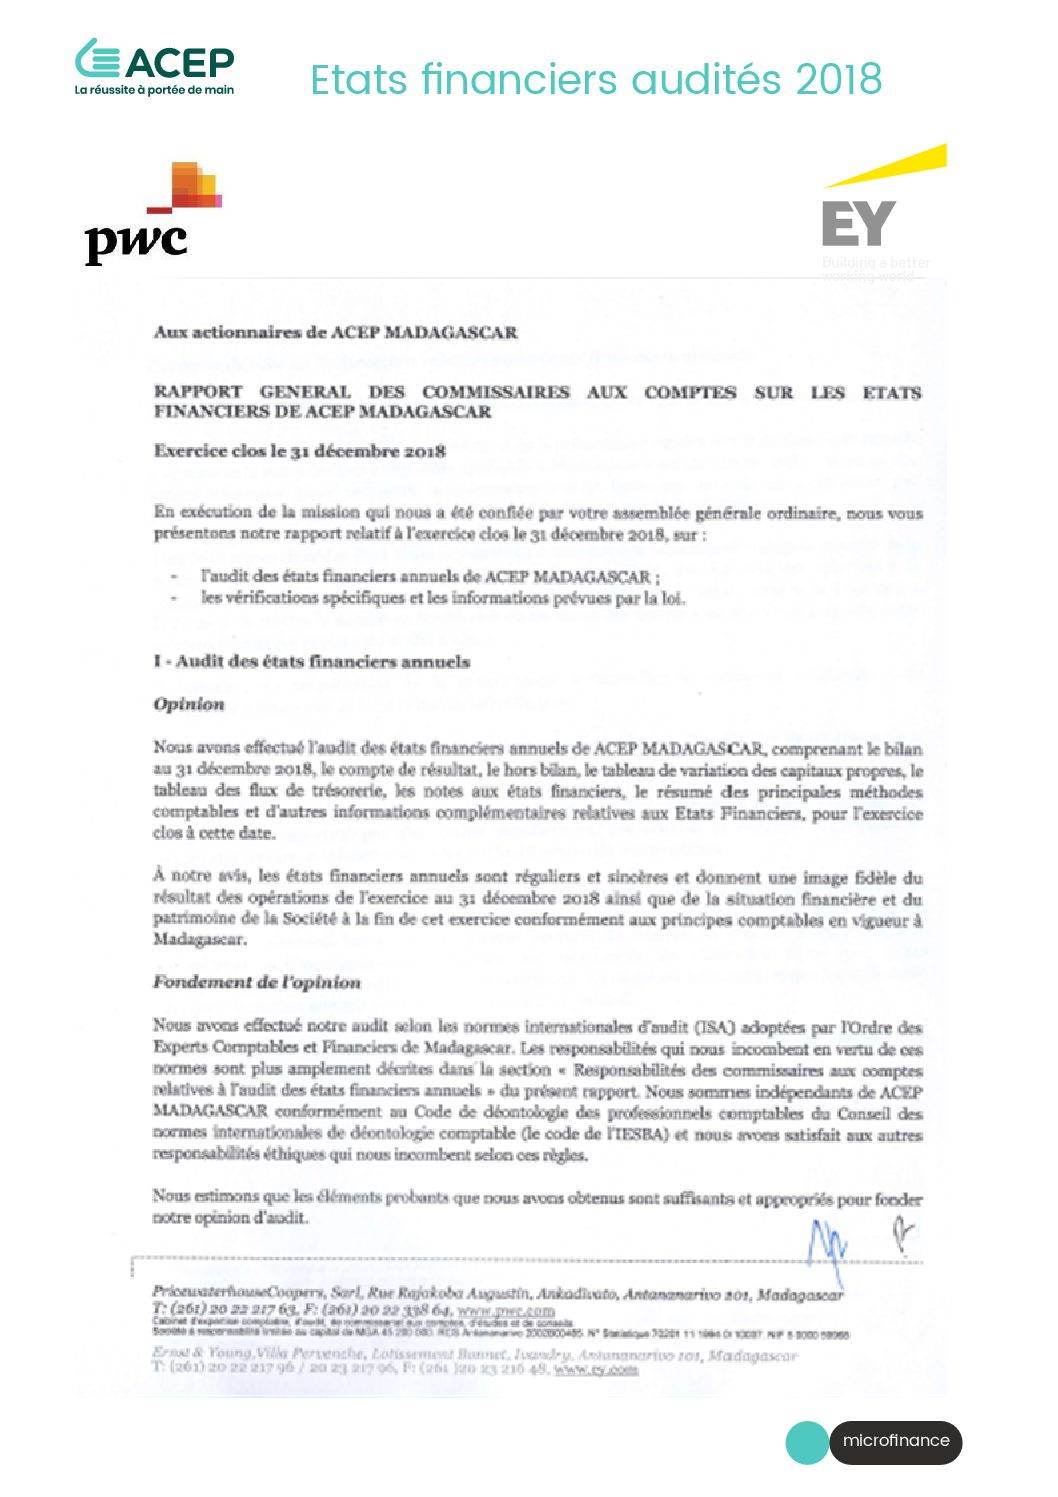 ACEP
La réussite à portée de main
Etats financiers audités 2018
pwc
EY
Building a better
working world
Aux actionnaires de ACEP MADAGASCAR
RAPPORT GENERAL DES COMMISSAIRES AUX COMPTES SUR LES ETATS
FINANCIERS DE ACEP MADAGASCAR
Exercice clos le 31 décembre 2018
En exécution de la mission qui nous a été confiée par votre assemblée générale ordinaire, nous vous
présentons notre rapport relatif à l'exercice clos le 31 décembre 2018, sur :
- l'audit des états financiers annuels de ACEP MADAGASCAR ;
- les vérifications spécifiques et les informations prévues par la loi.
I - Audit des états financiers annuels
Opinion
Nous avons effectué l'audit des états financiers annuels de ACEP MADAGASCAR, comprenant le bilan
au 31 décembre 2018, le compte de résultat, le hors bilan, le tableau de variation des capitaux propres, le
tableau des flux de trésorerie, les notes aux états financiers, le résumé des principales méthodes
comptables et d'autres informations complémentaires relatives aux Etats Financiers, pour l'exercice
clos à cette date.
À notre avis, les états financiers annuels sont réguliers et sincères et donnent une image fidèle du
résultat des opérations de l'exercice au 31 décembre 2018 ainsi que de la situation financière et du
patrimoine de la Société à la fin de cet exercice conformément aux principes comptables en vigueur à
Madagascar.
Fondement de l'opinion
Nous avons effectué notre audit selon les normes internationales d'audit (ISA) adoptées par l'Ordre des
Experts Comptables et Financiers de Madagascar. Les responsabilités qui nous incombent en vertu de ces
normes sont plus amplement décrites dans la section « Responsabilités des commissaires aux comptes
relatives à l'audit des états financiers annuels » du présent rapport. Nous sommes indépendants de ACEP
MADAGASCAR conformément au Code de déontologie des professionnels comptables du Conseil des
normes internationales de déontologie comptable (le code de l'IESBA) et nous avons satisfait aux autres
responsabilités éthiques qui nous incombent selon ces règles.
Nous estimons que les éléments probants que nous avons obtenus sont suffisants et appropriés pour fonder
notre opinion d'audit.
PricewaterhouseCoopers, Sarl, Rue Rajakoba Augustin, Ankadivato, Antananarivo 101, Madagascar
T: (261) 20 22 217 63, F: (261) 20 22 338 64, www.pwc.com
Cabinet d'expertise comptable, d'audit, de commissariat aux comptes, d'études et de conseils.
Société à responsabilité limitée au capital de MGA
Ernst & Young, Villa Pervenche, Lotissement Bonnet, Ivandry, Antananarivo 101, Madagascar
T: (261) 20 22 217 96 / 20 23 217 96, F: (261 )20 23 216 48, www.ey.com
microfinance